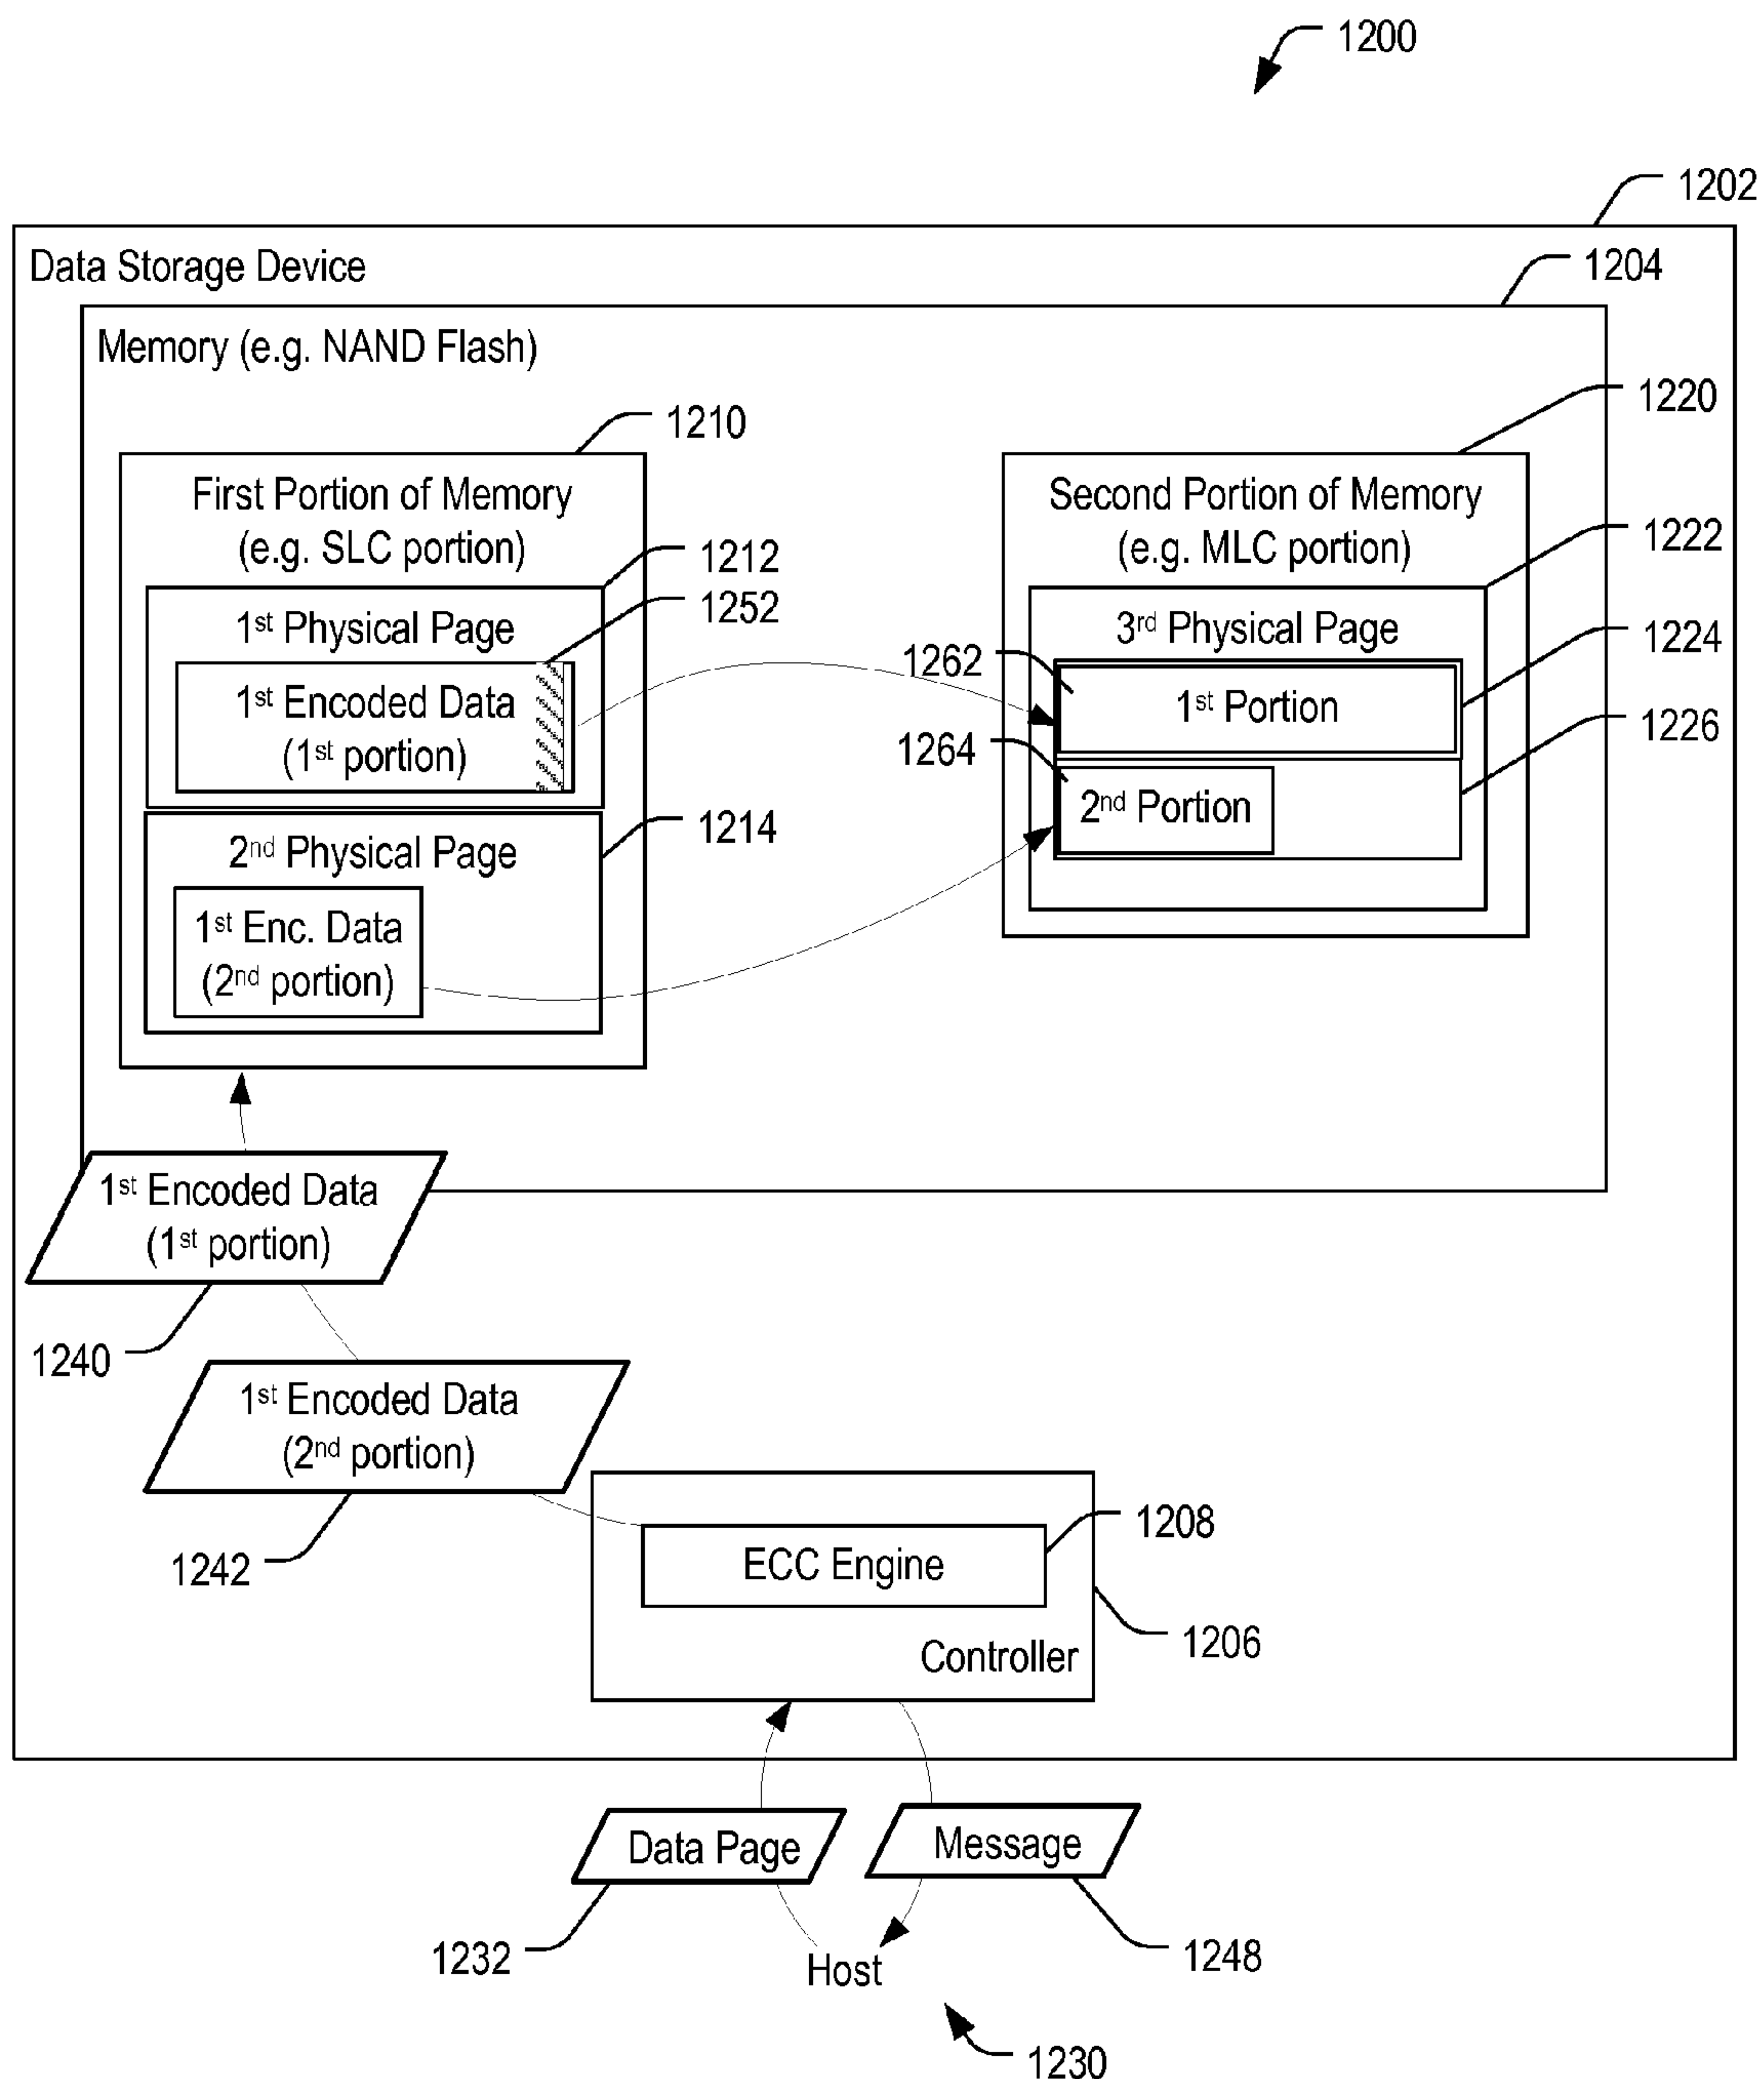 1200
1202
Data Storage Device
1204
Memory (e.g. NAND Flash)
1210
1220
First Portion of Memory
(e.g. SLC portion)
Second Portion of Memory
(e.g. MLC portion)
1212
1222
1252
1st Physical Page
3rd Physical Page
1224
1262
1st Encoded Data
(1st portion)
1st Portion
1226
1264
2nd Portion
1214
2nd Physical Page
1st Enc. Data
(2nd portion)
1st Encoded Data
(1st portion)
1240
1st Encoded Data
(2nd portion)
1242
1208
ECC Engine
1206
Controller
Data Page
Message
1232
1248
Host
1230